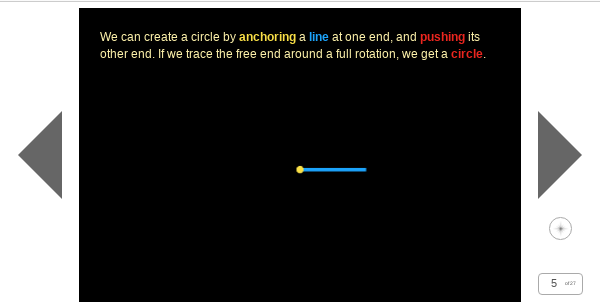 We can create a circle by anchoring a line at one end, and pushing its
other end. If we trace the free end around a full rotation, we get a circle.
5 of 27